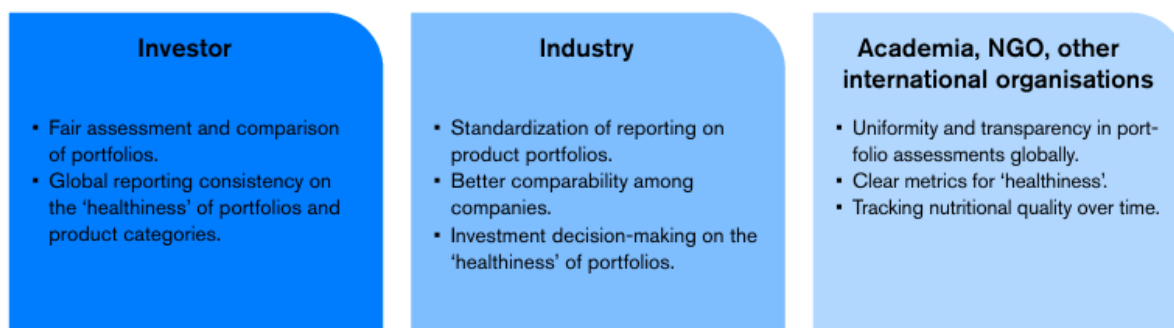 Investor
▪ Fair assessment and comparison
of portfolios.
▪ Global reporting consistency on
the ‘healthiness’ of portfolios and
product categories.
Industry
▪ Standardization of reporting on
product portfolios.
▪ Better comparability among
companies.
▪ Investment decision-making on the
‘healthiness’ of portfolios.
Academia, NGO, other
international organisations
▪ Uniformity and transparency in port-
folio assessments globally.
▪ Clear metrics for ‘healthiness’.
▪ Tracking nutritional quality over time.